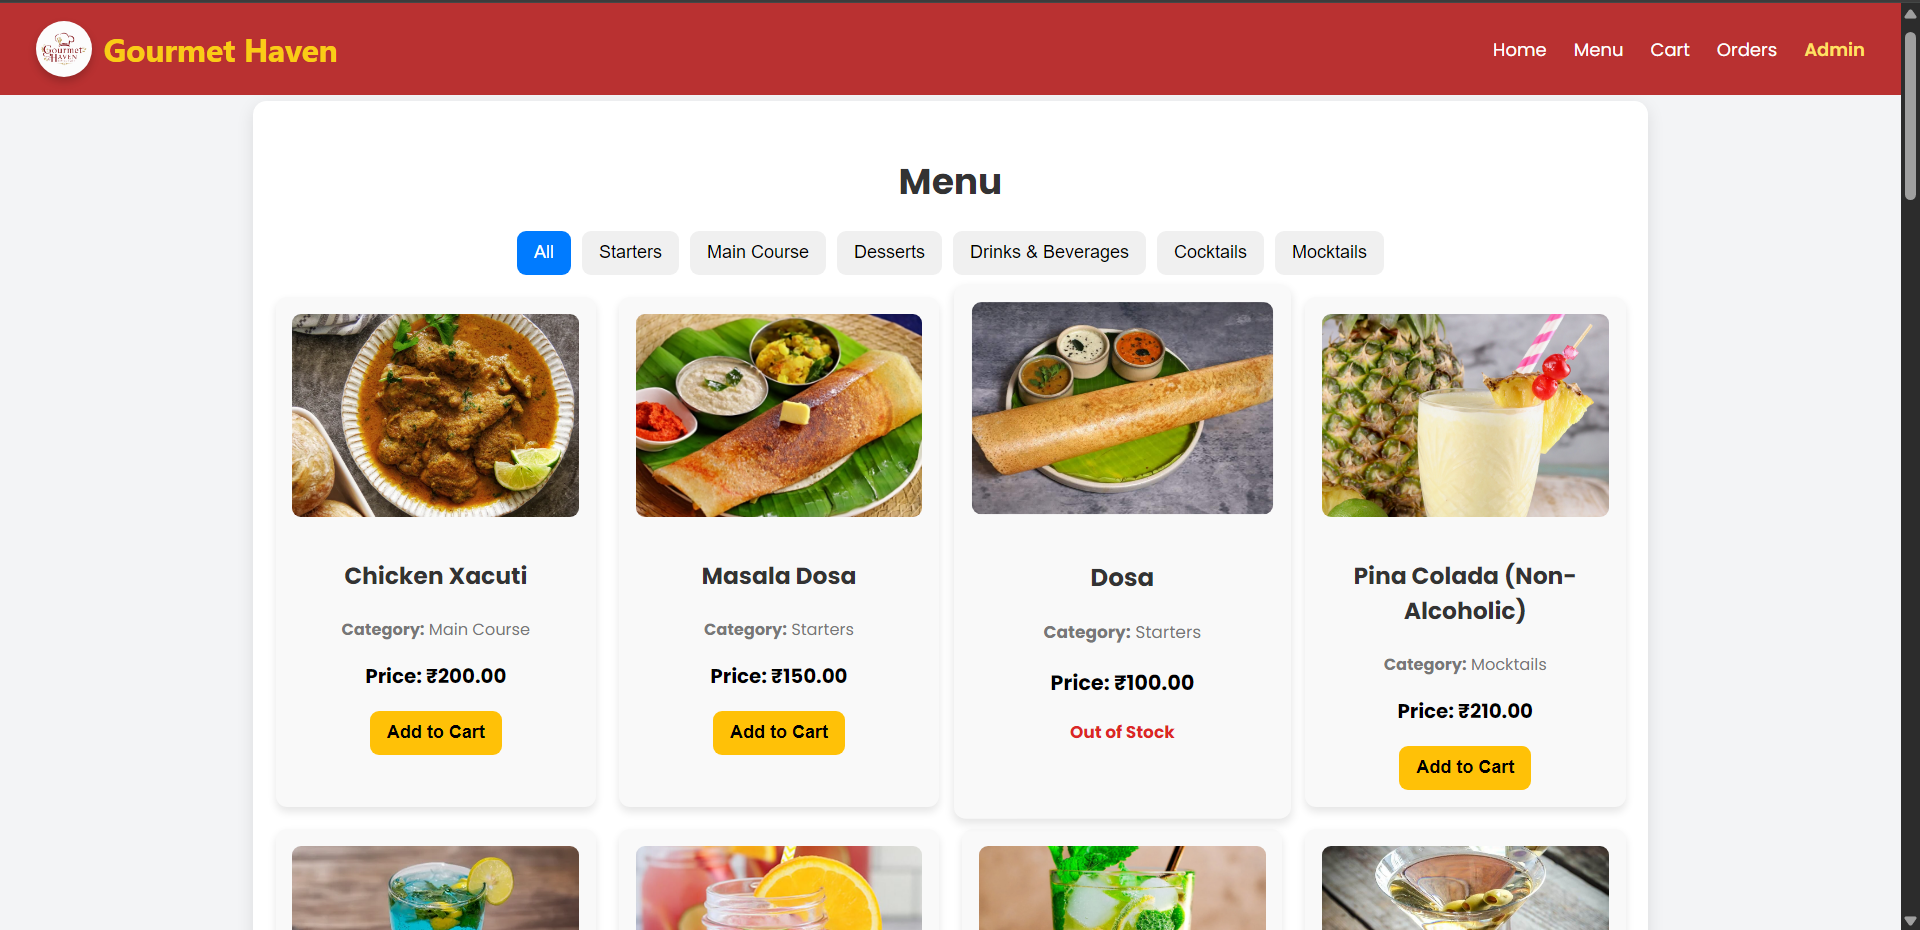 Gourmet
HAVEN
Gourmet Haven
Home
Menu
Cart
Orders
Admin
Menu
All
Starters
Main Course
Desserts
Drinks & Beverages
Cocktails
Mocktails
Chicken Xacuti
Category: Main Course
Price: ₹200.00
Add to Cart
Masala Dosa
Category: Starters
Price: ₹150.00
Add to Cart
Dosa
Category: Starters
Price: ₹100.00
Out of Stock
Pina Colada (Non-
Alcoholic)
Category: Mocktails
Price: ₹210.00
Add to Cart